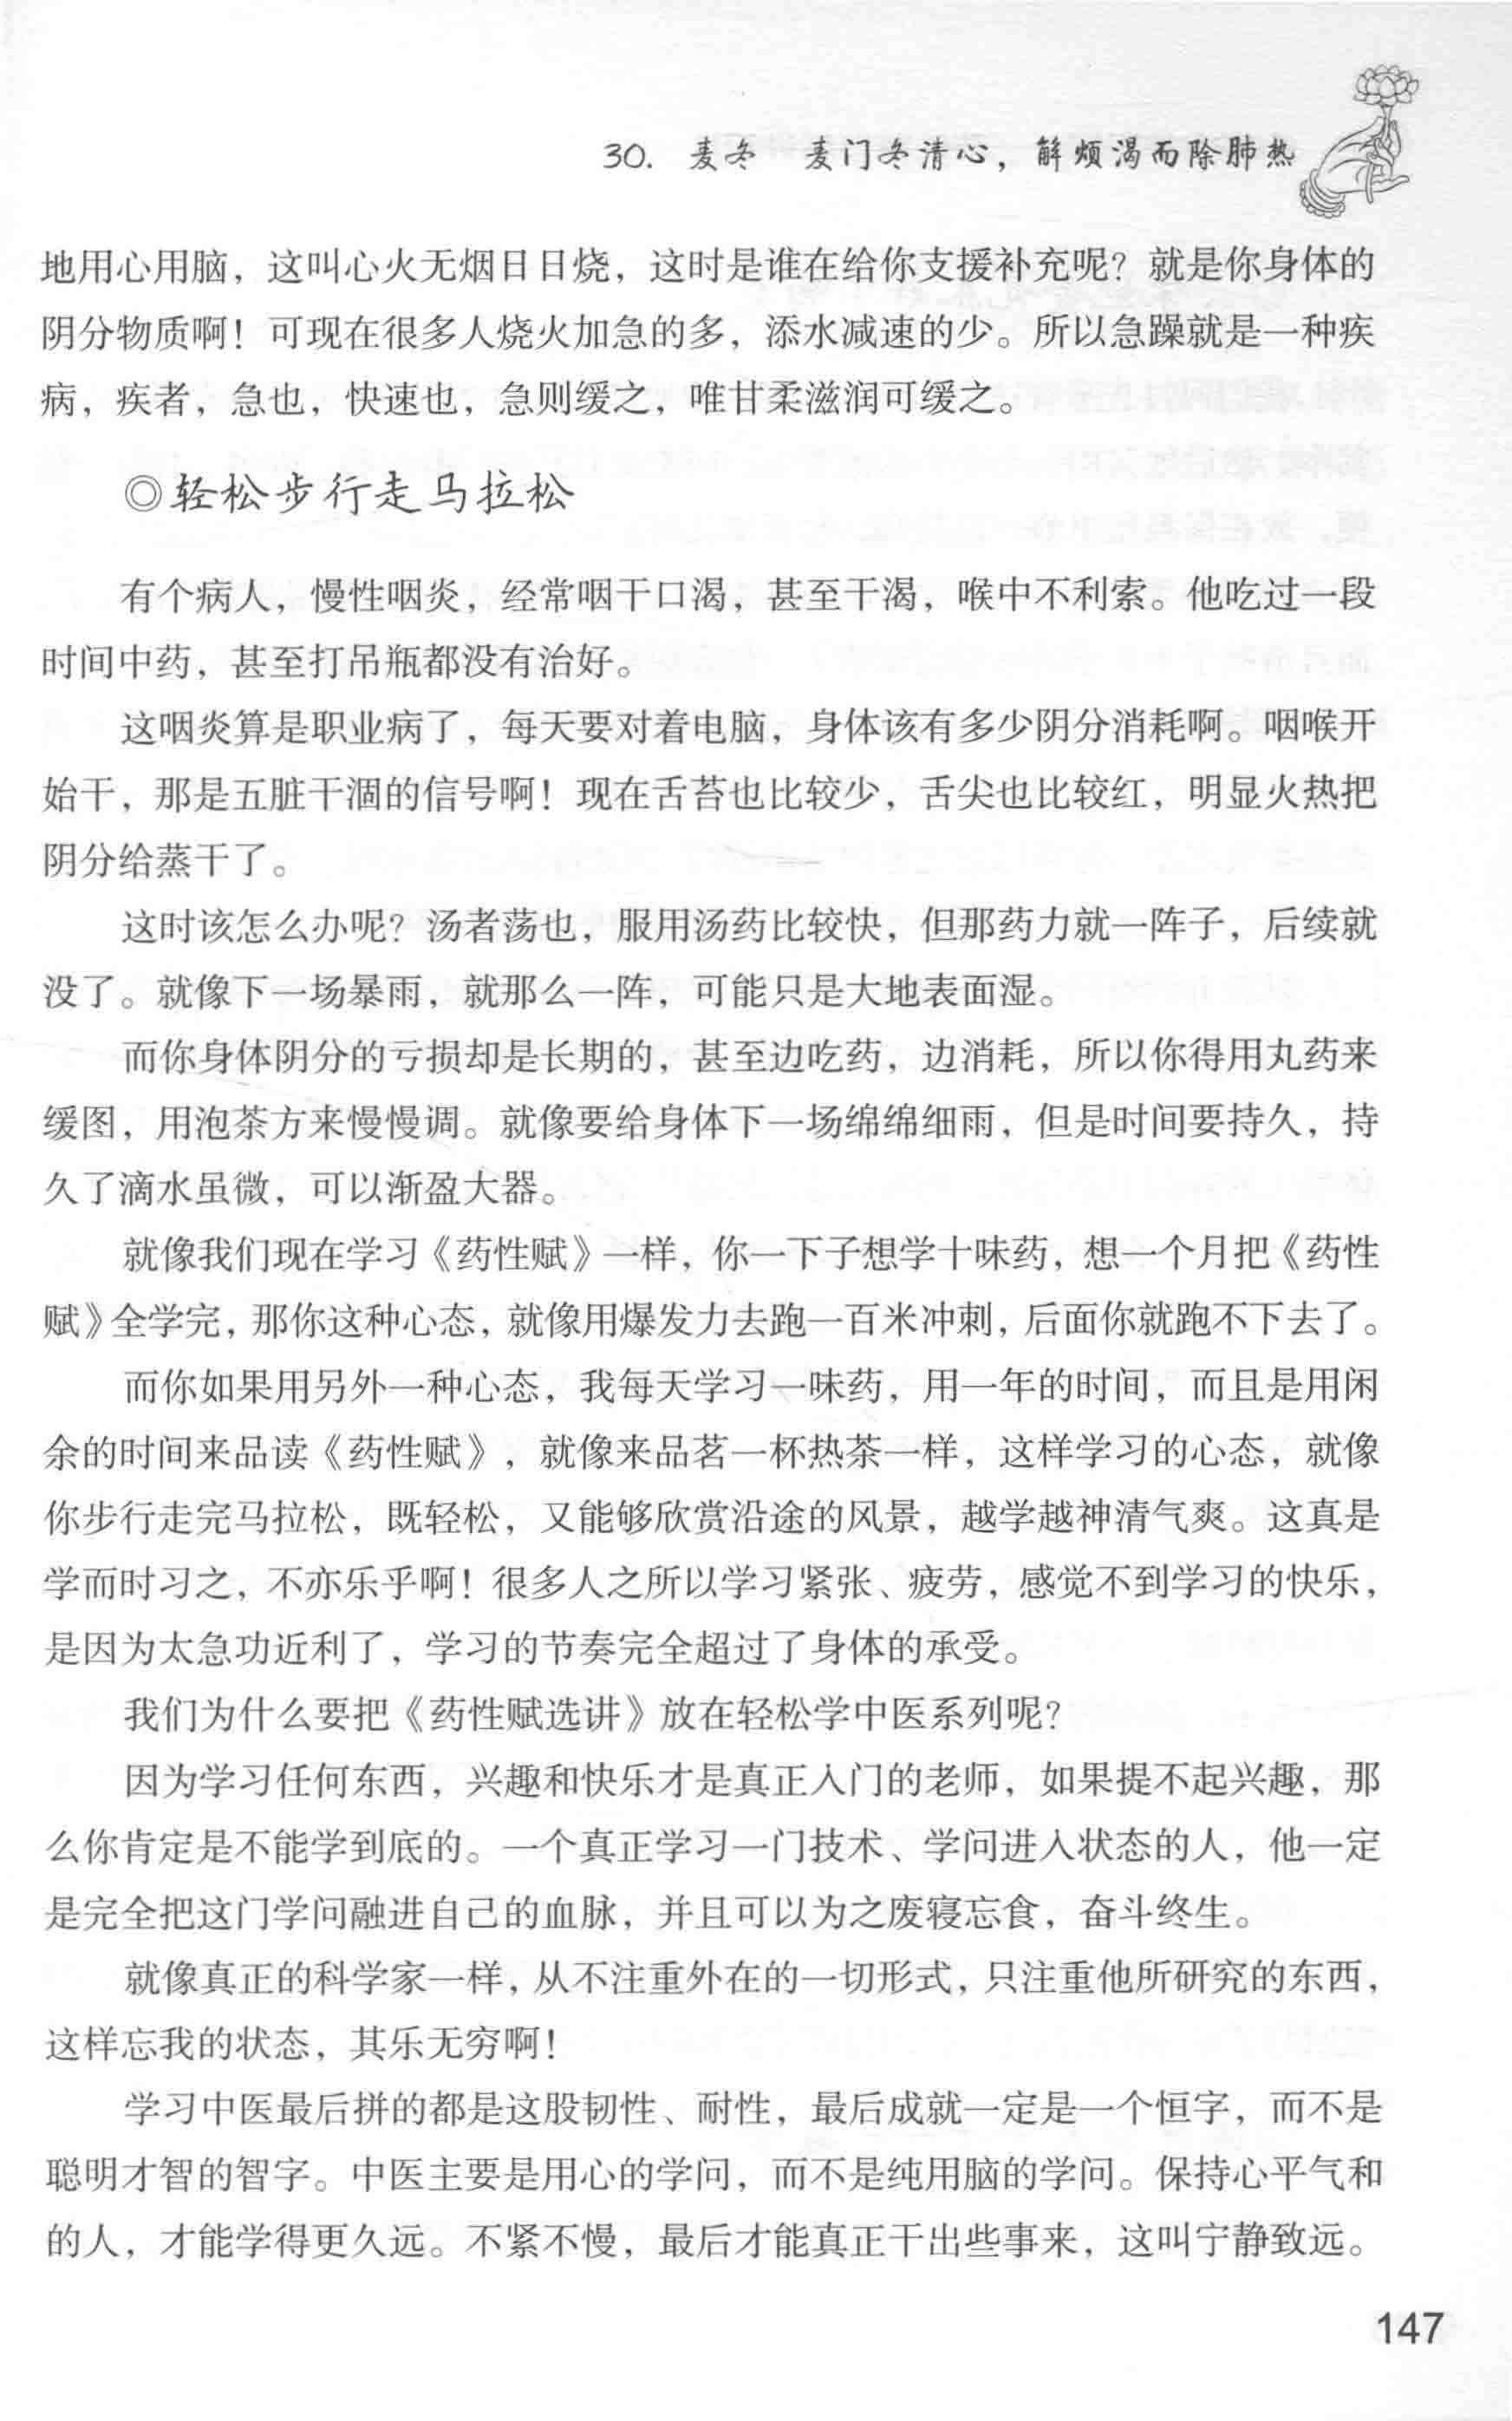 30. 麦冬　麦门冬清心，解烦渴而除肺热
地用心用脑，这叫心火无烟日日烧，这时是谁在给你支援补充呢？就是你身体的
阴分物质啊！可现在很多人烧火加急的多，添水减速的少。所以急躁就是一种疾
病，疾者，急也，快速也，急则缓之，唯甘柔滋润可缓之。
◎轻松步行走马拉松
有个病人，慢性咽炎，经常咽干口渴，甚至干渴，喉中不利索。他吃过一段
时间中药，甚至打吊瓶都没有治好。
这咽炎算是职业病了，每天要对着电脑，身体该有多少阴分消耗啊。咽喉开
始干，那是五脏干涸的信号啊！现在舌苔也比较少，舌尖也比较红，明显火热把
阴分给蒸干了。
这时该怎么办呢？汤者荡也，服用汤药比较快，但那药力就一阵子，后续就
没了。就像下一场暴雨，就那么一阵，可能只是大地表面湿。
而你身体阴分的亏损却是长期的，甚至边吃药，边消耗，所以你得用丸药来
缓图，用泡茶方来慢慢调。就像要给身体下一场绵绵细雨，但是时间要持久，持
久了滴水虽微，可以渐盈大器。
就像我们现在学习《药性赋》一样，你一下子想学十味药，想一个月把《药性
赋》全学完，那你这种心态，就像用爆发力去跑一百米冲刺，后面你就跑不下去了。
而你如果用另外一种心态，我每天学习一味药，用一年的时间，而且是用闲
余的时间来品读《药性赋》，就像来品茗一杯热茶一样，这样学习的心态，就像
你步行走完马拉松，既轻松，又能够欣赏沿途的风景，越学越神清气爽。这真是
学而时习之，不亦乐乎啊！很多人之所以学习紧张、疲劳，感觉不到学习的快乐，
是因为太急功近利了，学习的节奏完全超过了身体的承受。
我们为什么要把《药性赋选讲》放在轻松学中医系列呢？
因为学习任何东西，兴趣和快乐才是真正入门的老师，如果提不起兴趣，那
么你肯定是不能学到底的。一个真正学习一门技术、学问进入状态的人，他一定
是完全把这门学问融进自己的血脉，并且可以为之废寝忘食，奋斗终生。
就像真正的科学家一样，从不注重外在的一切形式，只注重他所研究的东西，
这样忘我的状态，其乐无穷啊！
学习中医最后拼的都是这股韧性、耐性，最后成就一定是一个恒字，而不是
聪明才智的智字。中医主要是用心的学问，而不是纯用脑的学问。保持心平气和
的人，才能学得更久远。不紧不慢，最后才能真正干出些事来，这叫宁静致远。
147